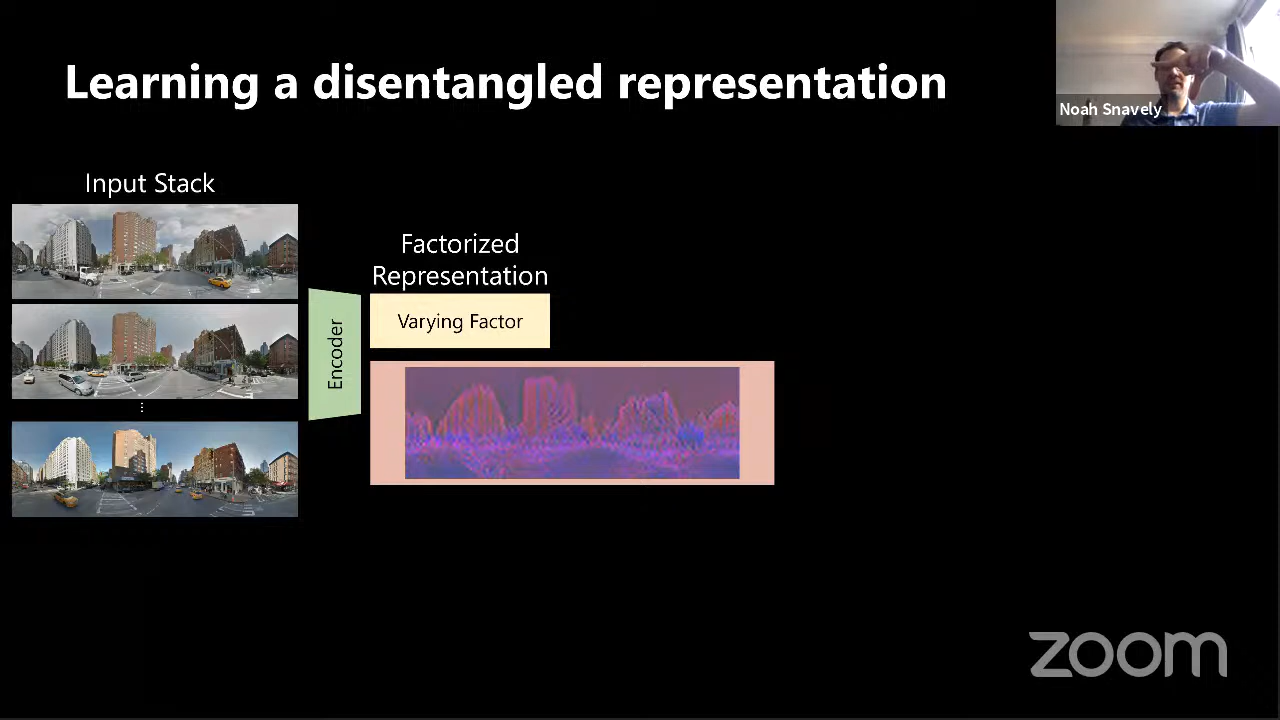 Learning a disentangled representation
Noah Snavely
Input Stack
Factorized
Representation
Varying Factor
Encoder
zoom